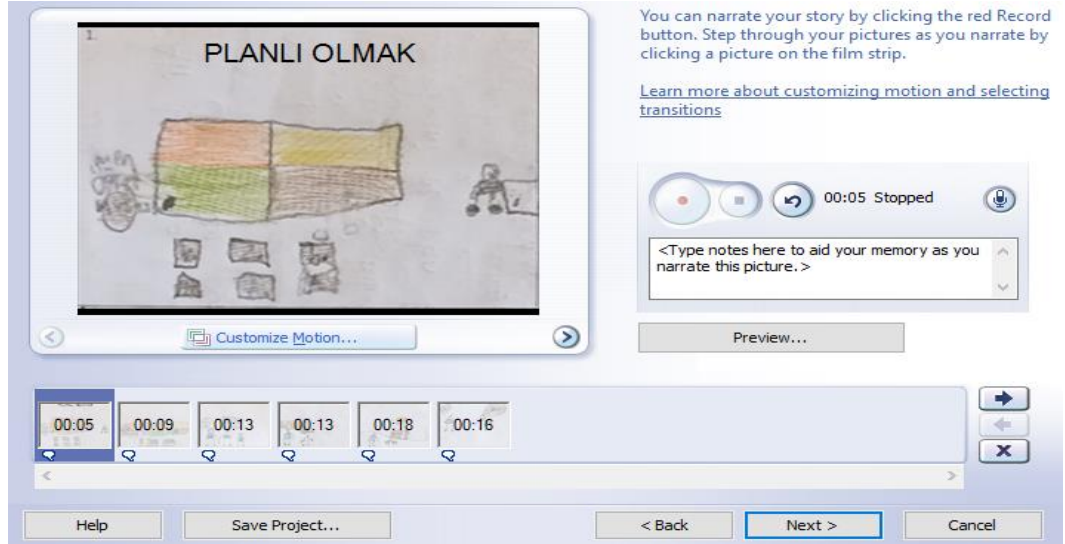 You can narrate your story by clicking the red Record
button. Step through your pictures as you narrate by
clicking a picture on the film strip.
Learn more about customizing motion and selecting
transitions
1.
PLANLI OLMAK
00:05 Stopped
<Type notes here to aid your memory as you
narrate this picture.>
Customize Motion...
Preview...
00:05 00:09 00:13 00:13 00:18 00:16
Help Save Project... < Back Next > Cancel